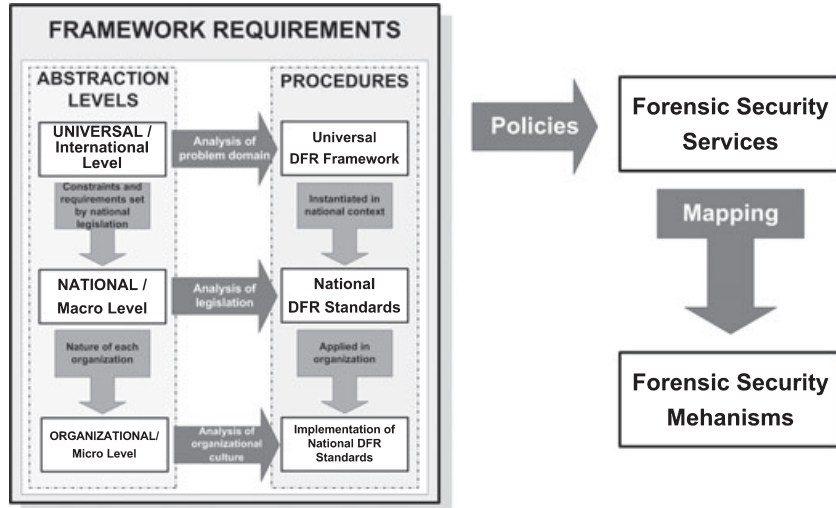 FRAMEWORK REQUIREMENTS
ABSTRACTION
LEVELS
PROCEDURES
UNIVERSAL /
International
Level
Analysis of
problem domain
Universal
DFR Framework
Constraints and
requirements set
by national
legislation
Instantiated in
national context
NATIONAL /
Macro Level
Analysis of
legislation
National
DFR Standards
Nature of each
organization
Applied in
organization
ORGANIZATIONAL/
Micro Level
Analysis of
organizational
culture
Implementation of
National DFR
Standards
Policies
Forensic Security
Services
Mapping
Forensic Security
Mehanisms